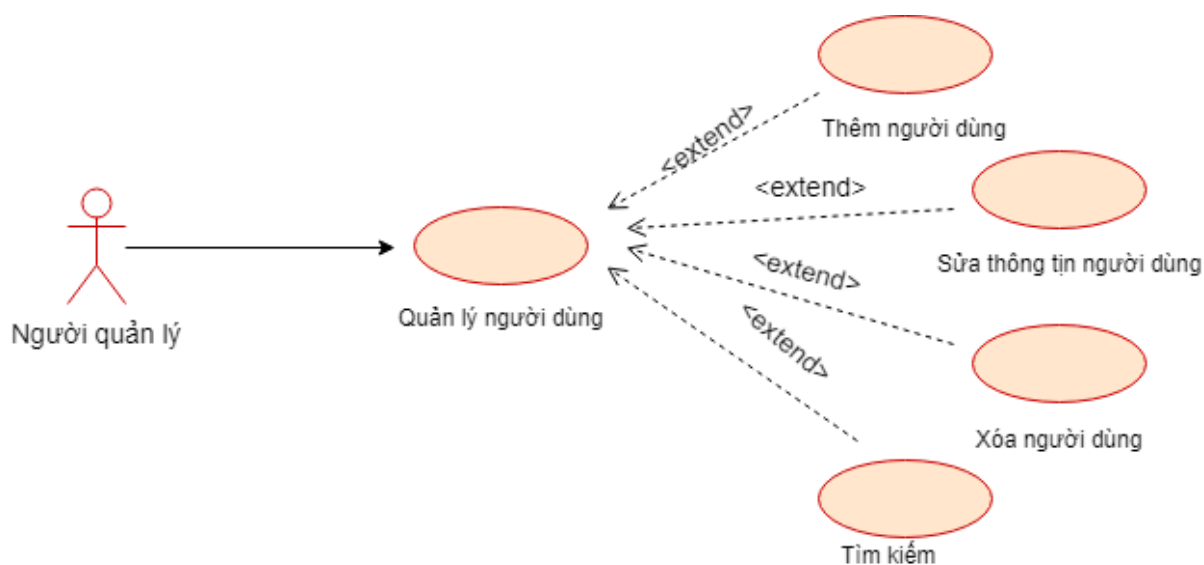 Thêm người dùng
<extend>
<extend>
Sửa thông tịn người dùng
<extend>
Quản lý người dùng
Người quản lý
<extend>
Xóa người dùng
Tìm kiếm